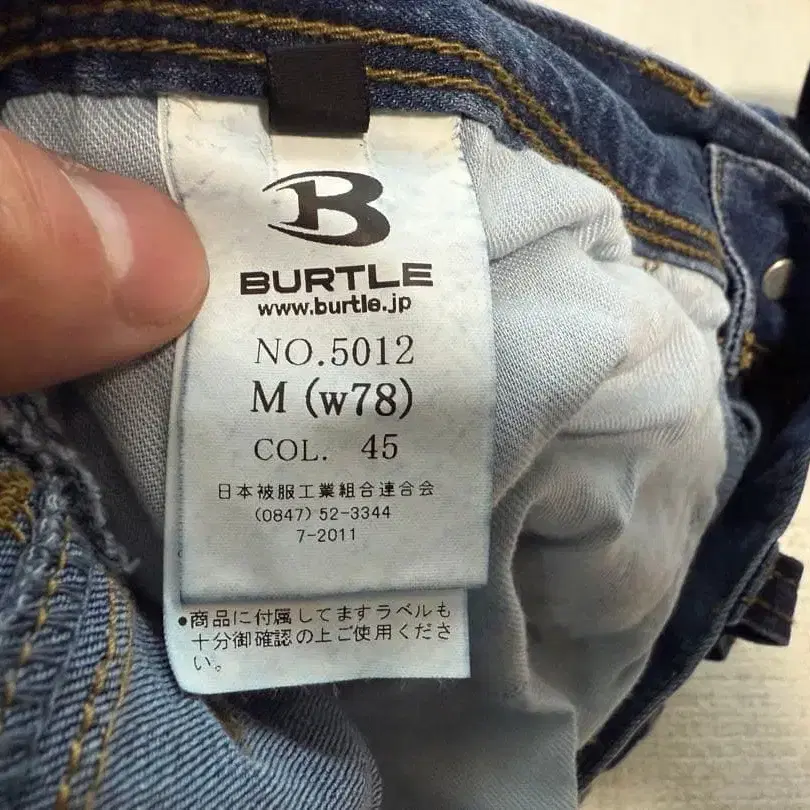 B
BURTLE
www.burtle.jp
NO.5012
M (w78)
COL. 45
日本被服工業組合連合会
(0847) 52-3344
7-2011
●商品に付属してますラベルも
十分御確認の上ご使用くださ
い。